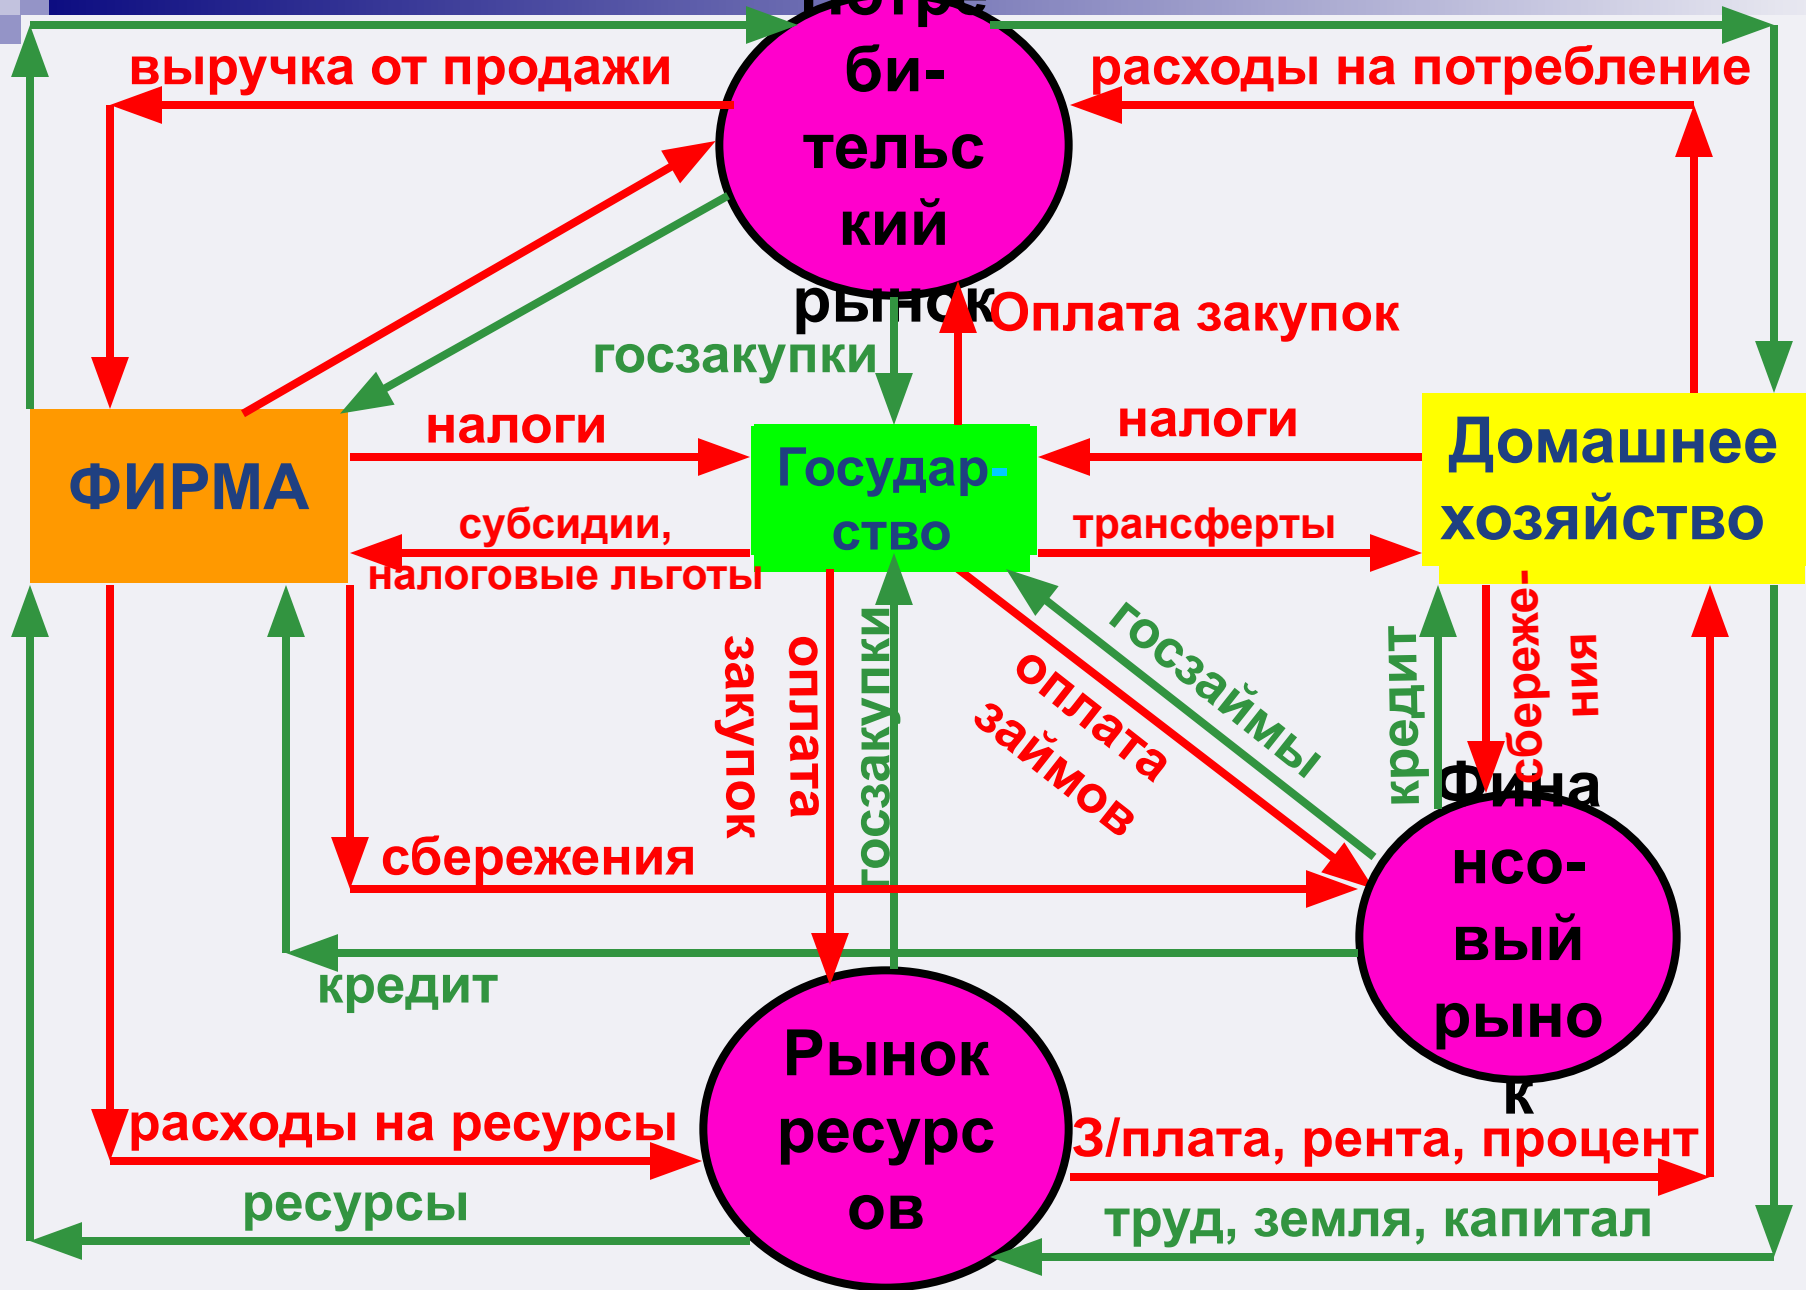 Потре
би-
тельс
кий
рынок
выручка от продажи
расходы на потребление
Оплата закупок
госзакупки
налоги
налоги
ФИРМА
Государ-
ство
Домашнее
хозяйство
субсидии,
налоговые льготы
трансферты
оплата
закупок
госзакупки
госзаймы
оплата
займов
кредит
сбереже-
ния
сбережения
кредит
Фина
нсо-
вый
рыно
к
Рынок
ресурс
ов
расходы на ресурсы
ресурсы
З/плата, рента, процент
труд, земля, капитал